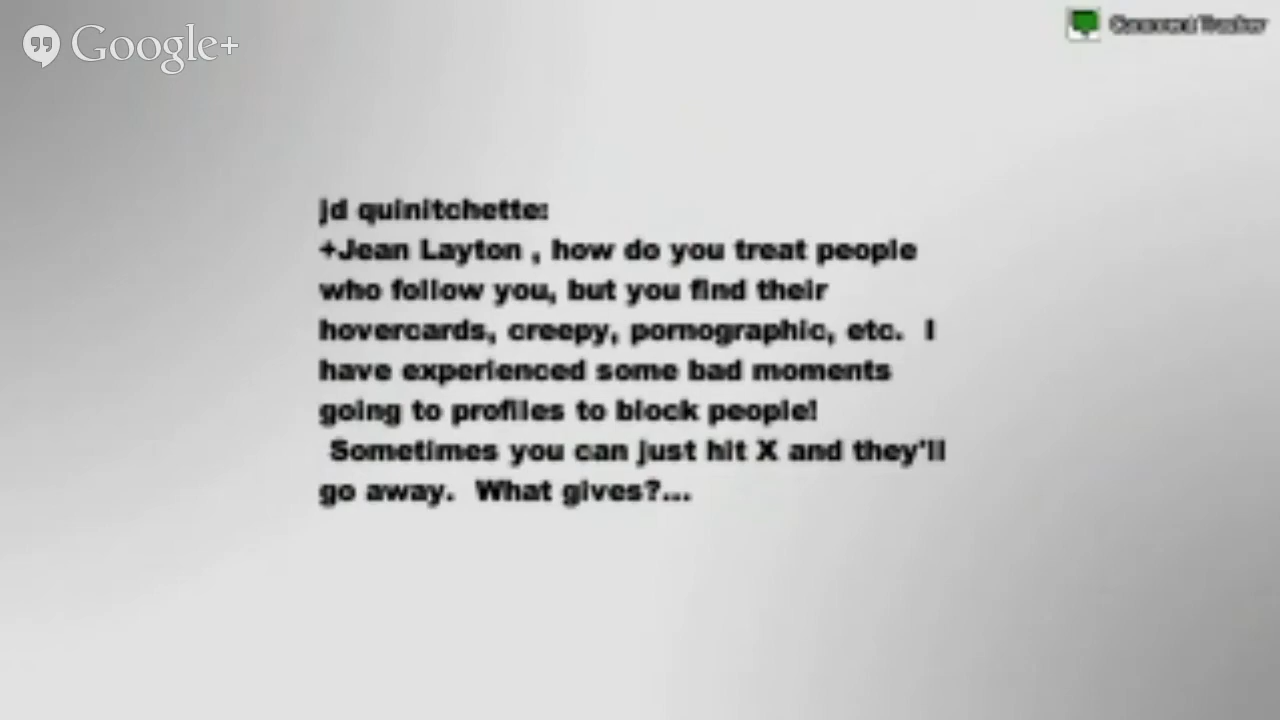 Google+
Comment Tracker
jd quinitchette:
+Jean Layton , how do you treat people
who follow you, but you find their
hovercards, creepy, pornographic, etc.  I
have experienced some bad moments
going to profiles to block people!
Sometimes you can just hit X and they'll
go away.  What gives?...